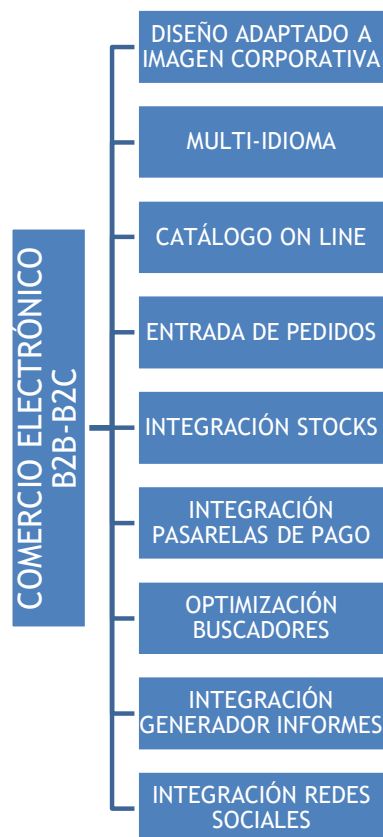 COMERCIO ELECTRÓNICO
B2B-B2C
DISEÑO ADAPTADO A
IMAGEN CORPORATIVA
MULTI-IDIOMA
CATÁLOGO ON LINE
ENTRADA DE PEDIDOS
INTEGRACIÓN STOCKS
INTEGRACIÓN
PASARELAS DE PAGO
OPTIMIZACIÓN
BUSCADORES
INTEGRACIÓN
GENERADOR INFORMES
INTEGRACIÓN REDES
SOCIALES